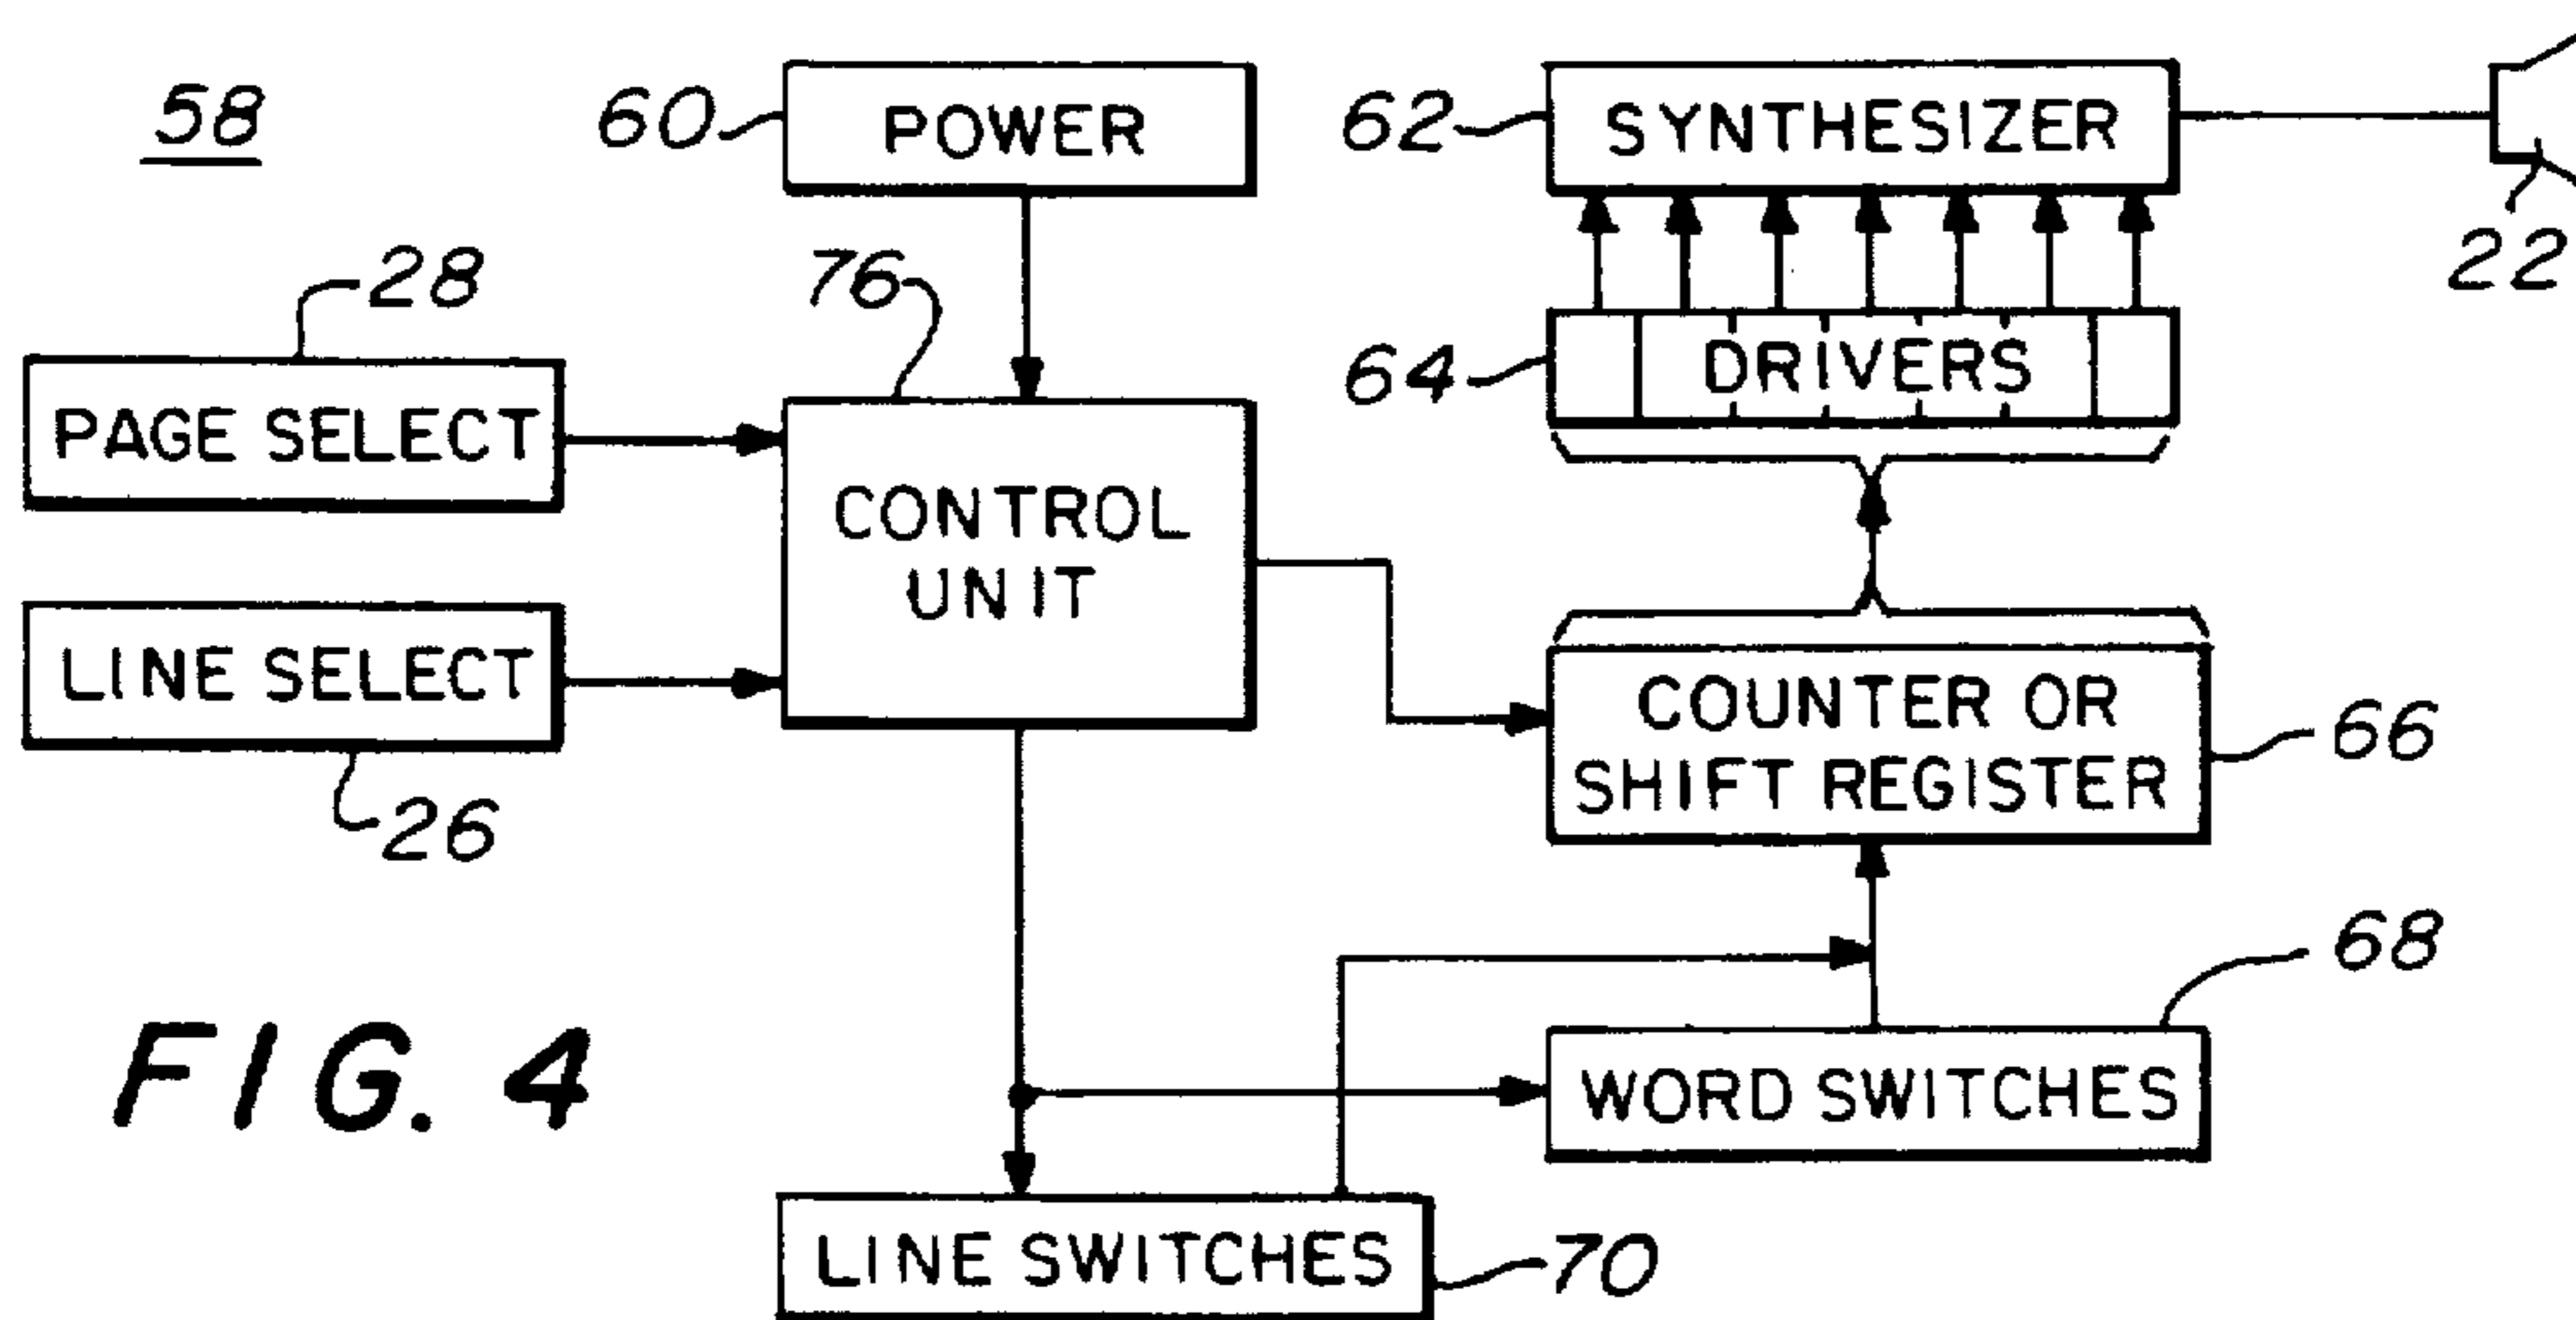 58
60
POWER
62
SYNTHESIZER
22
28
76
PAGE SELECT
64
DRIVERS
CONTROL
UNIT
LINE SELECT
26
COUNTER OR
SHIFT REGISTER
66
68
WORD SWITCHES
FIG. 4
LINE SWITCHES
70